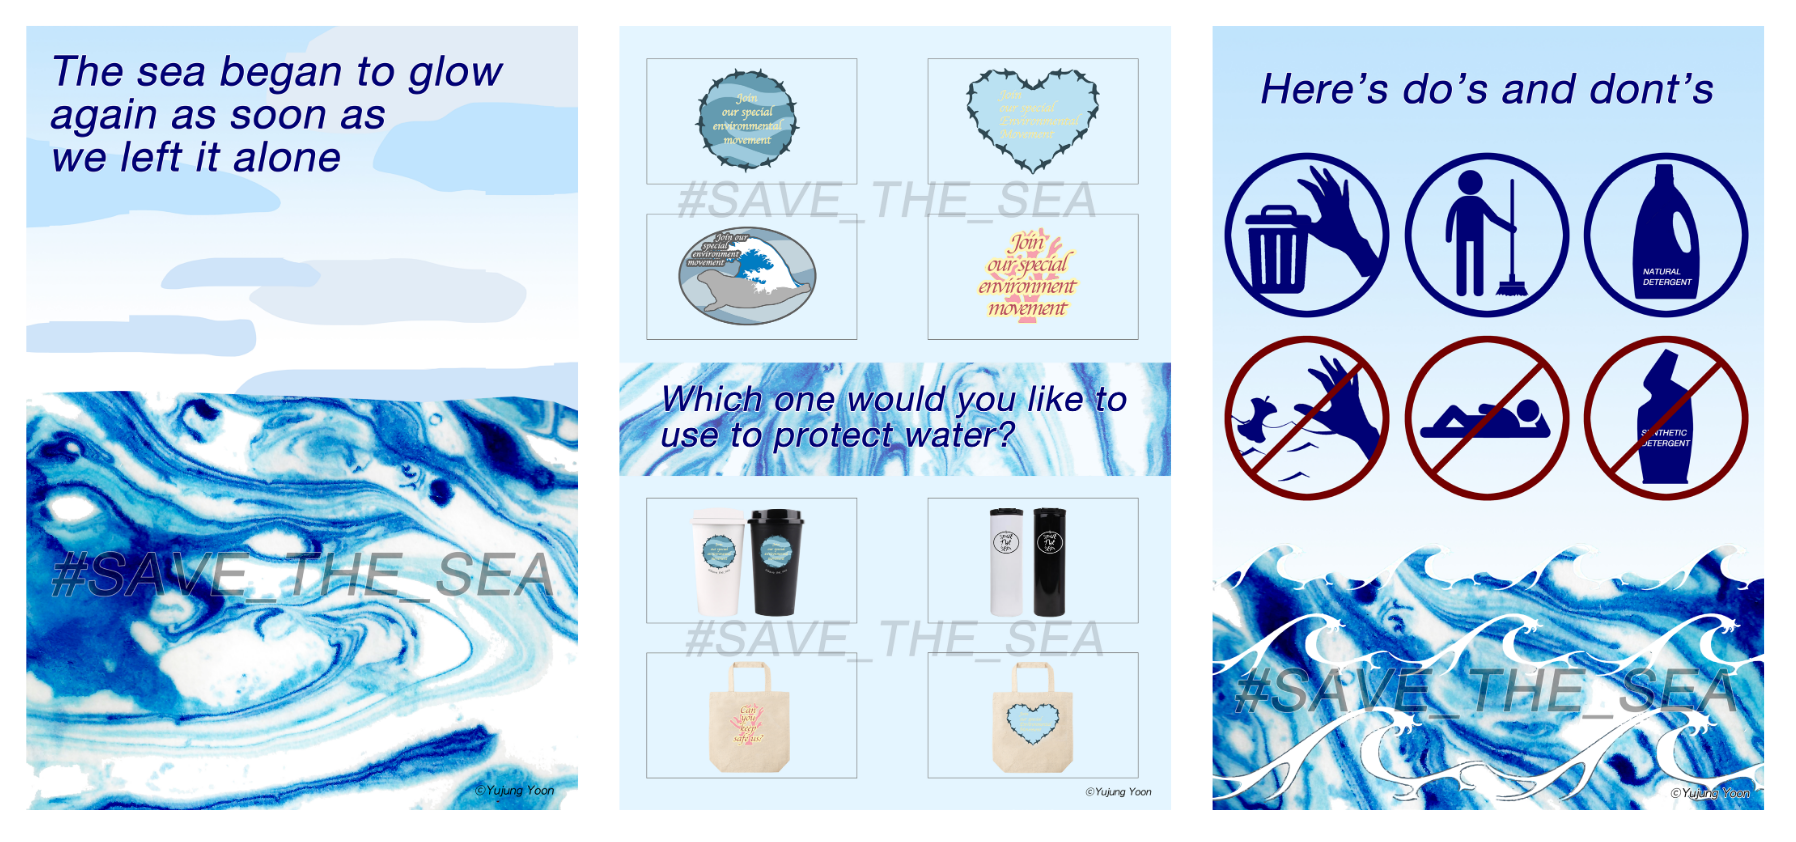 The sea began to glow
again as soon as
we left it alone
#SAVE_THE_SEA
©Yujung Yoon
Join
our special
environmental
movement
Join
our special
Environmental
Movement
#SAVE_THE_SEA
Join our
special
environment
movement
Join
our special
environment
movement
Which one would you like to
use to protect water?
#SAVE_THE_SEA
Can
you
keep
safe us?
©Yujung Yoon
Here's do's and dont's
NATURAL
DETERGENT
SYNTHETIC
DETERGENT
#SAVE_THE_SEA
©Yujung Yoon